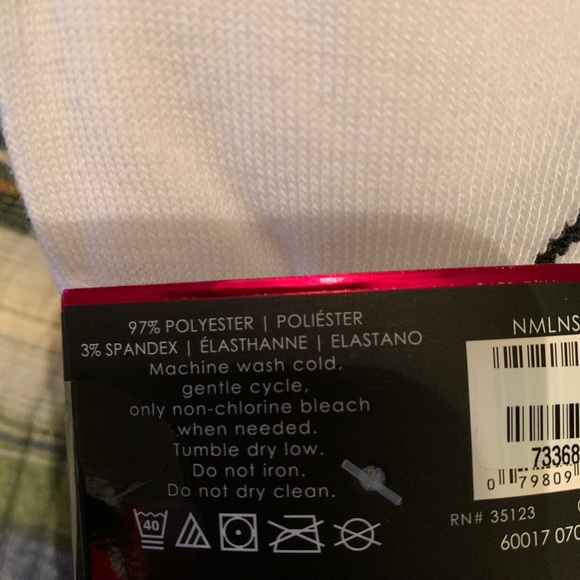 97% POLYESTER | POLIÉSTER
3% SPANDEX | ÉLASTHANNE | ELASTANO
Machine wash cold,
gentle cycle,
only non-chlorine bleach
when needed.
Tumble dry low.
Do not iron.
Do not dry clean.
40
NMLNS
73368
0 79809
RN# 35123
60017 070